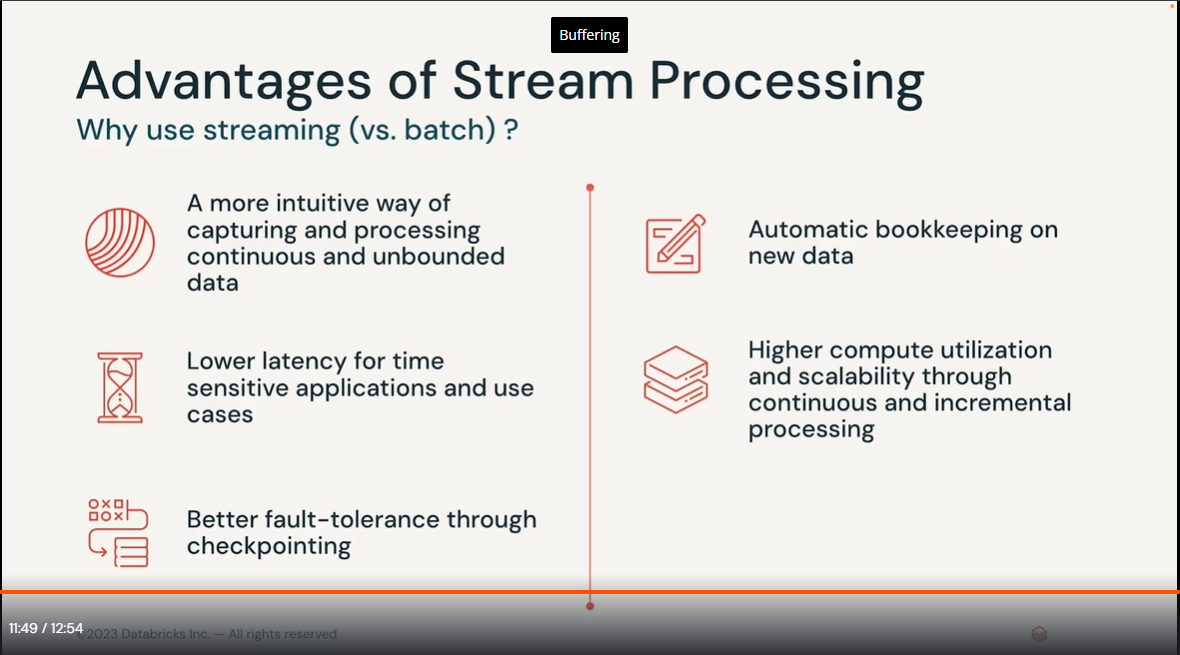 Buffering
Advantages of Stream Processing
Why use streaming (vs. batch) ?
A more intuitive way of
capturing and processing
continuous and unbounded
data
Lower latency for time
sensitive applications and use
cases
Better fault-tolerance through
checkpointing
Automatic bookkeeping on
new data
Higher compute utilization
and scalability through
continuous and incremental
processing
11:49 / 12:54
©2023 Databricks Inc. — All rights reserved